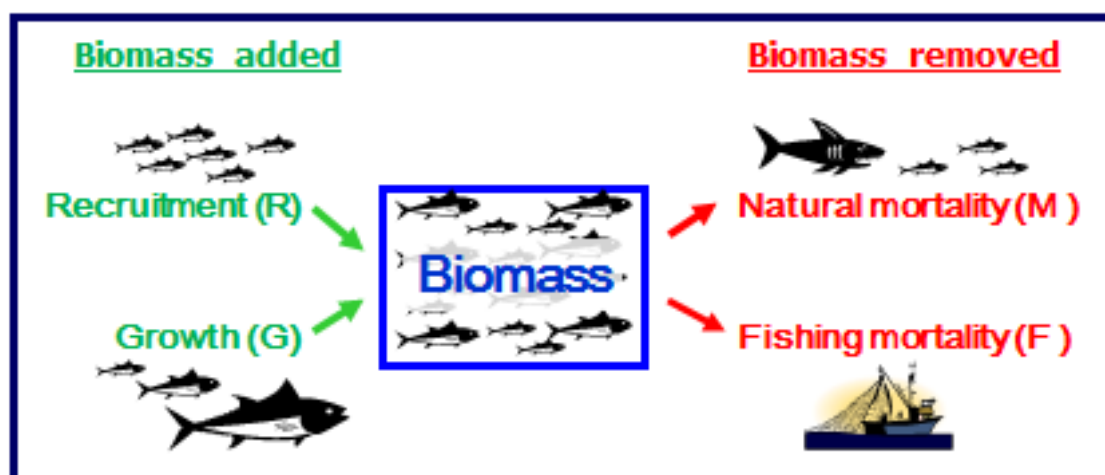 Biomass added
Biomass removed
Recruitment (R)
Natural mortality (M )
Biomass
Growth (G)
Fishing mortality (F )